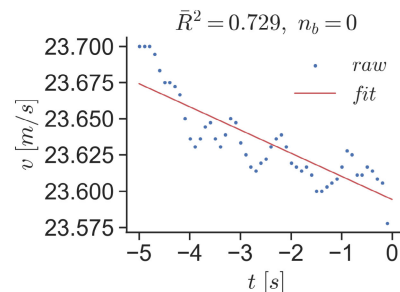 R̄² = 0.729, n_b = 0
23.700
23.675
23.650
23.625
23.600
23.575
v [m/s]
raw
fit
−5 −4 −3 −2 −1 0
t [s]